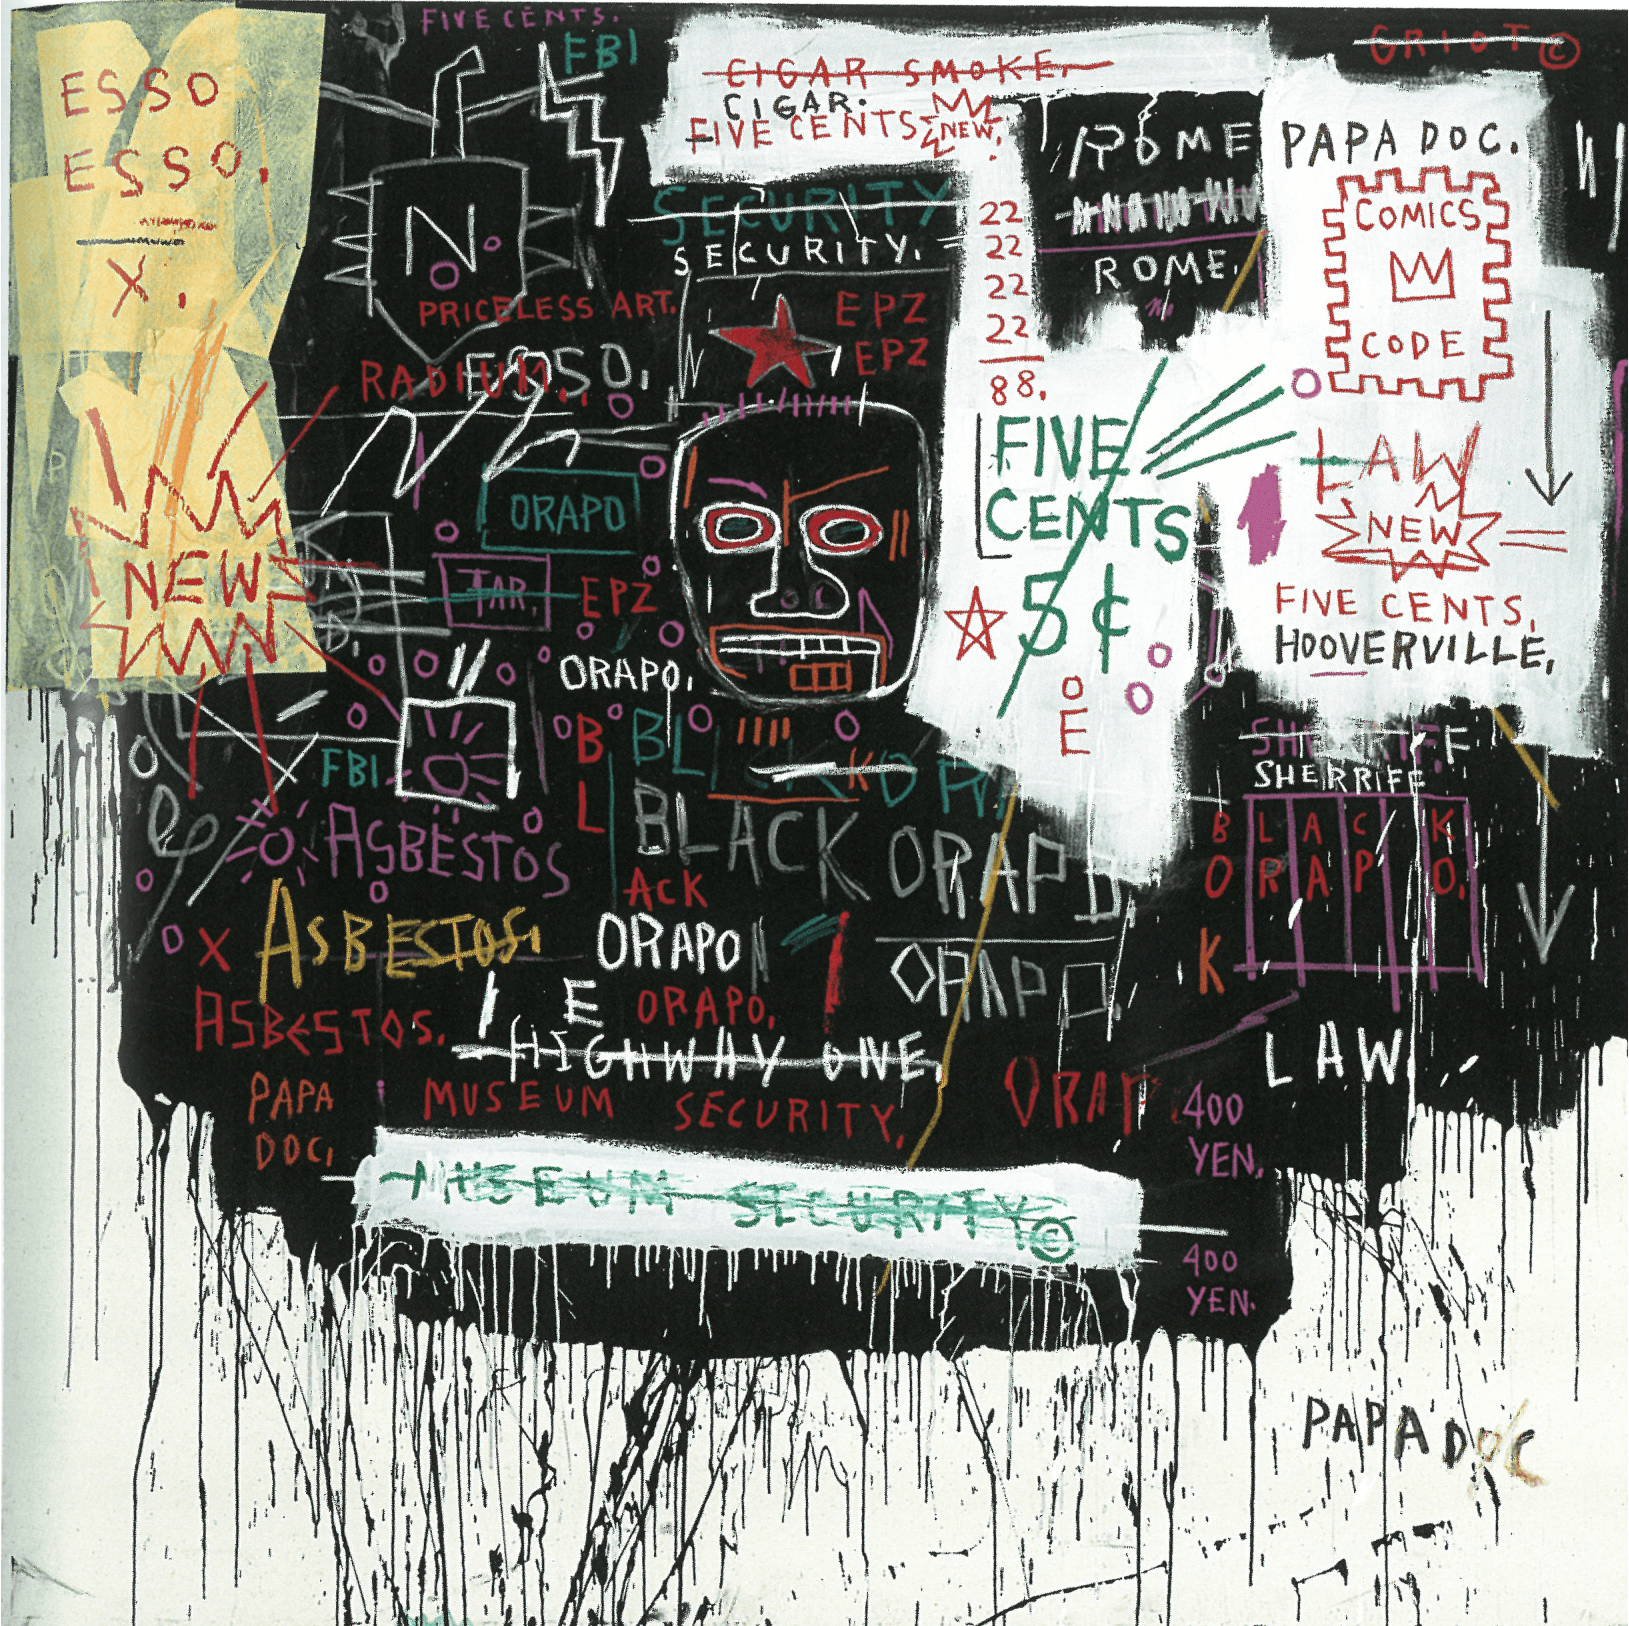 FIVE CENTS.
FBI
GRIOT ©
ESSO
ESSO.
X.
CIGAR SMOKE.
CIGAR.
FIVE CENTS
NEW.
ROME
ROME.
PAPA DOC.
COMICS
CODE
N.
SECURITY
SECURITY.
PRICELESS ART.
EPZ
EPZ
22
22
22
22
88.
RADIUM.
ESSO.
FIVE
CENTS
5¢
LAW
NEW
FIVE CENTS,
HOOVERVILLE,
ORAPO
TAR.
EPZ
NEW
ORAPO.
O
E
FBI
B
L
ACK
BL
K
BLACK
ORAPO
SHERRIFF
SHERRIFF
BLACK
ORAPO.
K
ASBESTOS
ASBESTOS.
X
ASBESTOS.
ORAPO
E
ORAPO.
ORAPO
HIGHWAY ONE.
LAW
PAPA
DOC,
MUSEUM SECURITY.
ORAP
400
YEN.
MUSEUM SECURITY©
400
YEN.
PAPA DOC